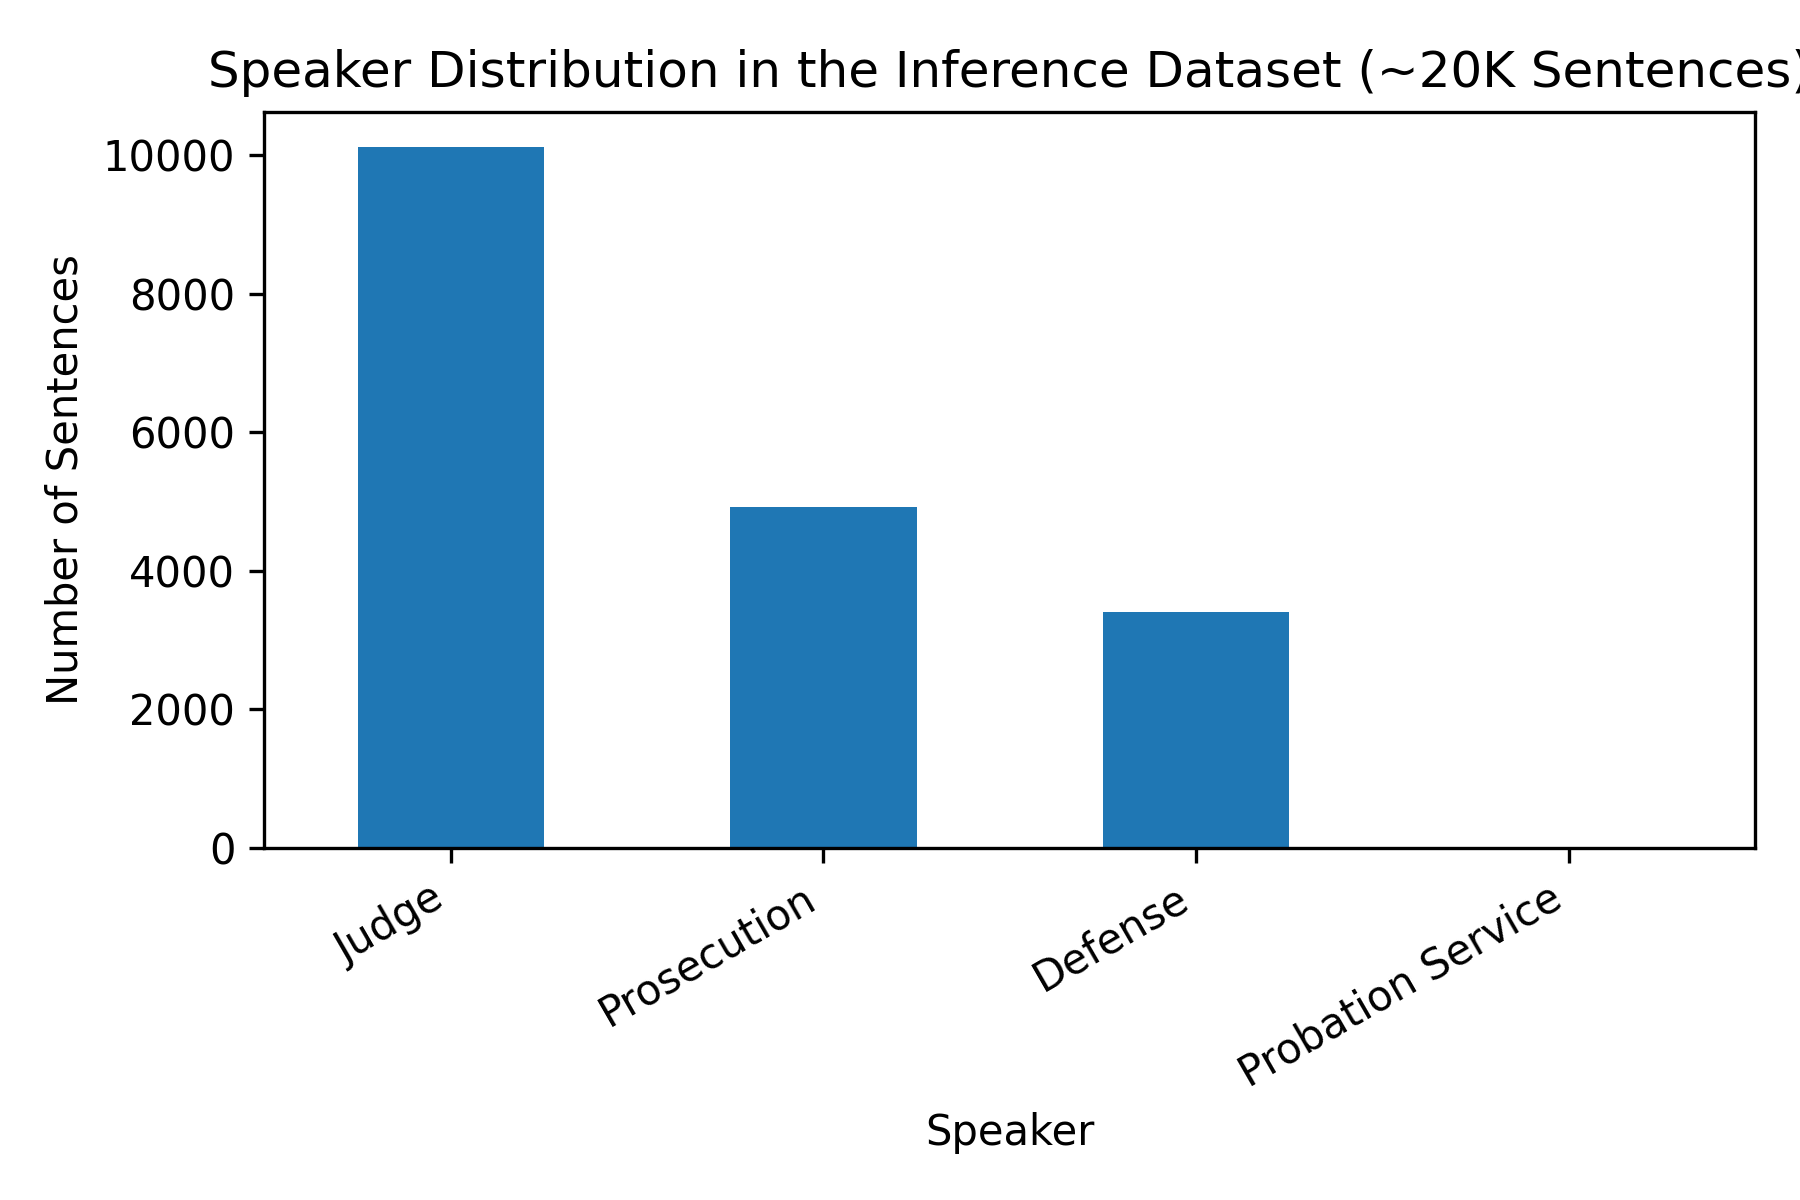 Speaker Distribution in the Inference Dataset (~20K Sentences)
10000
8000
6000
4000
2000
0
Number of Sentences
Judge
Prosecution
Defense
Probation Service
Speaker